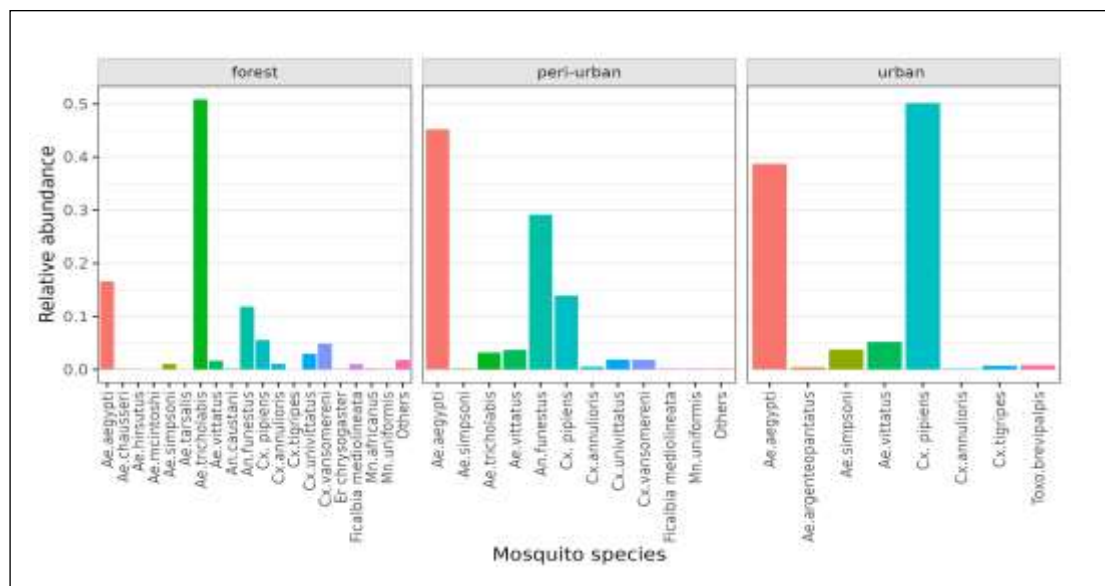 forest
peri-urban
urban
Relative abundance
0.5
0.4
0.3
0.2
0.1
0.0
Ae.aegypti
Ae.chausseri
Ae.hirsutus
Ae.mcintoshi
Ae.simpsoni
Ae.tarsalis
Ae.tricholabis
Ae.vittatus
An.caustani
An.funestus
Cx. pipiens
Cx.annulioris
Cx.tigripes
Cx.univittatus
Cx.vansomereni
Er chrysogaster
Ficalbia mediolineata
Mn.africanus
Mn.uniformis
Others
Ae.aegypti
Ae.simpsoni
Ae.tricholabis
Ae.vittatus
An.funestus
Cx. pipiens
Cx.annulioris
Cx.univittatus
Cx.vansomereni
Ficalbia mediolineata
Mn.uniformis
Others
Ae.aegypti
Ae.argenteopantatus
Ae.simpsoni
Ae.vittatus
Cx. pipiens
Cx.annulioris
Cx.tigripes
Toxo.brevipalpis
Mosquito species